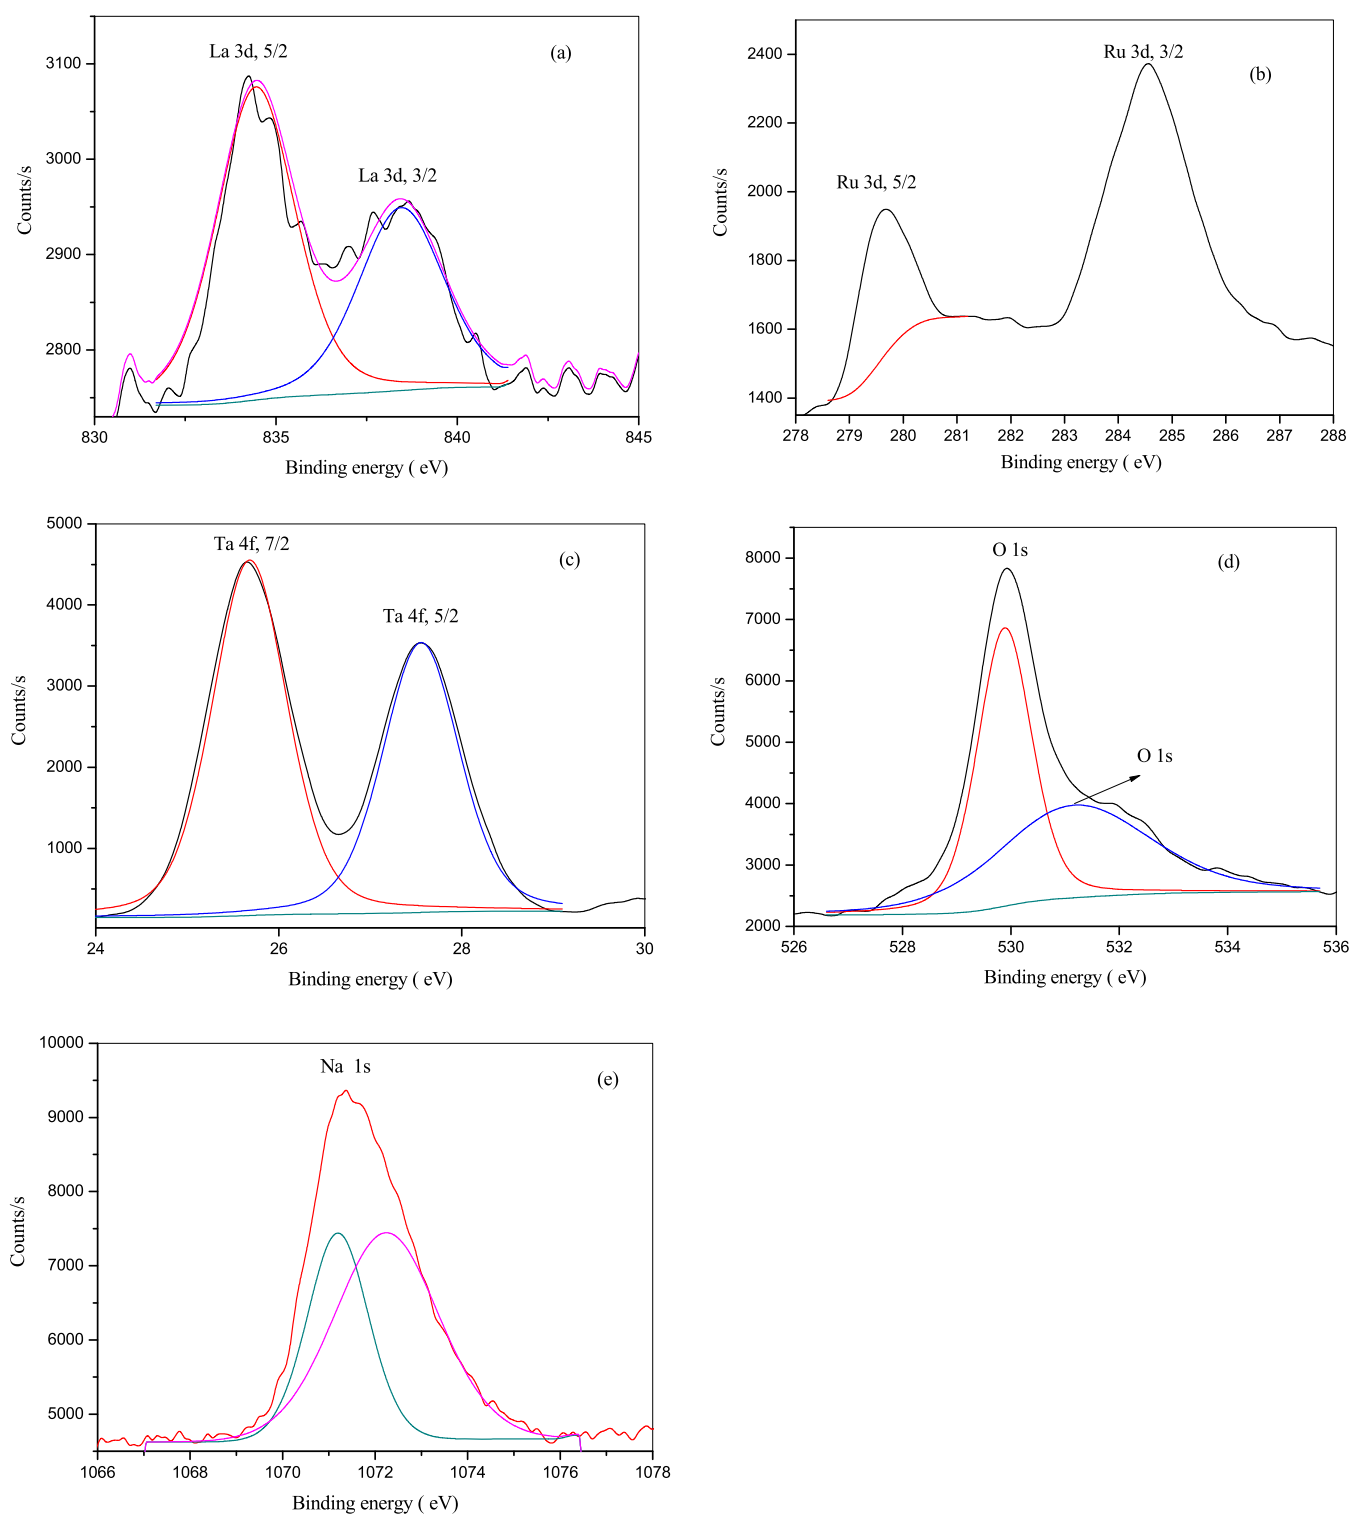 La 3d, 5/2
(a)
La 3d, 3/2
3100
3000
2900
2800
Counts/s
830
835
840
845
Binding energy ( eV)
Ru 3d, 3/2
(b)
Ru 3d, 5/2
2400
2200
2000
1800
1600
1400
Counts/s
278
279
280
281
282
283
284
285
286
287
288
Binding energy ( eV)
Ta 4f, 7/2
(c)
Ta 4f, 5/2
5000
4000
3000
2000
1000
Counts/s
24
26
28
30
Binding energy ( eV)
O 1s
(d)
O 1s
8000
7000
6000
5000
4000
3000
2000
Counts/s
526
528
530
532
534
536
Binding energy ( eV)
Na 1s
(e)
10000
9000
8000
7000
6000
5000
Counts/s
1066
1068
1070
1072
1074
1076
1078
Binding energy ( eV)